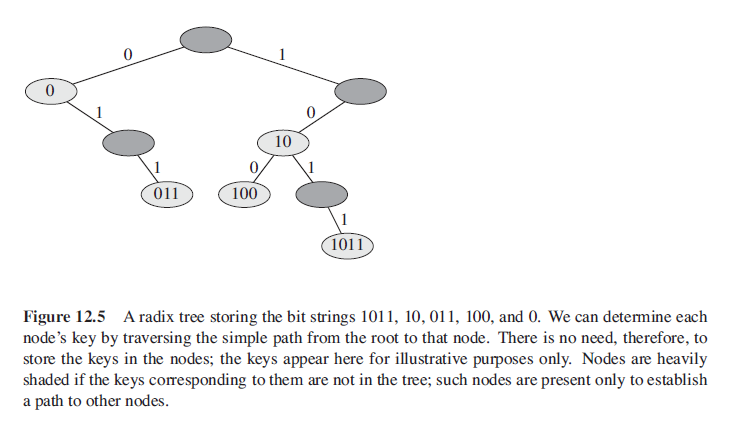 0
1
0
1
0
10
1
0
1
011
100
1
1011
Figure 12.5 A radix tree storing the bit strings 1011, 10, 011, 100, and 0. We can determine each
node's key by traversing the simple path from the root to that node. There is no need, therefore, to
store the keys in the nodes; the keys appear here for illustrative purposes only. Nodes are heavily
shaded if the keys corresponding to them are not in the tree; such nodes are present only to establish
a path to other nodes.